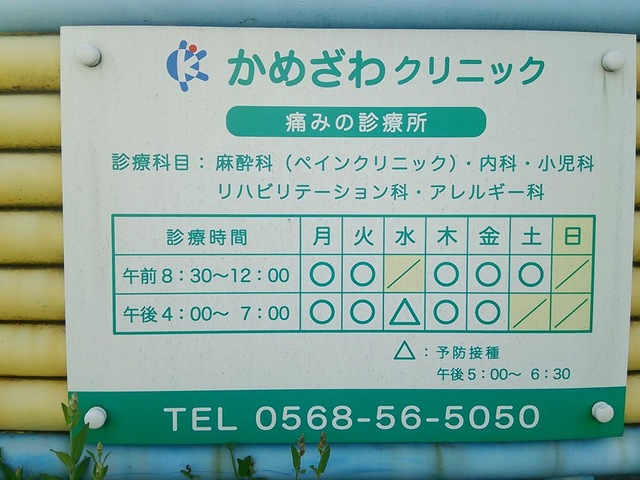 かめざわクリニック
痛みの診療所
診療科目：麻酔科（ペインクリニック）・内科・小児科
リハビリテーション科・アレルギー科
診療時間 月 火 水 木 金 土 日
午前8：30〜12：00 ○ ○ ／ ○ ○ ○ ／
午後4：00〜 7：00 ○ ○ △ ○ ○ ／ ／
△：予防接種
午後5：00〜 6：30
TEL 0568-56-5050